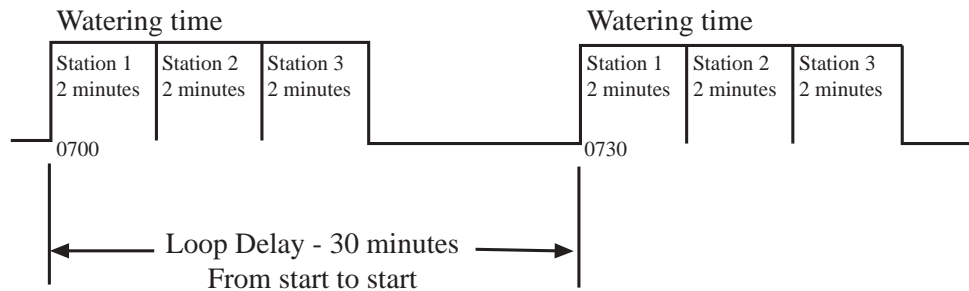 Watering time
Watering time
Station 1
2 minutes
Station 2
2 minutes
Station 3
2 minutes
Station 1
2 minutes
Station 2
2 minutes
Station 3
2 minutes
0700
0730
Loop Delay - 30 minutes
From start to start